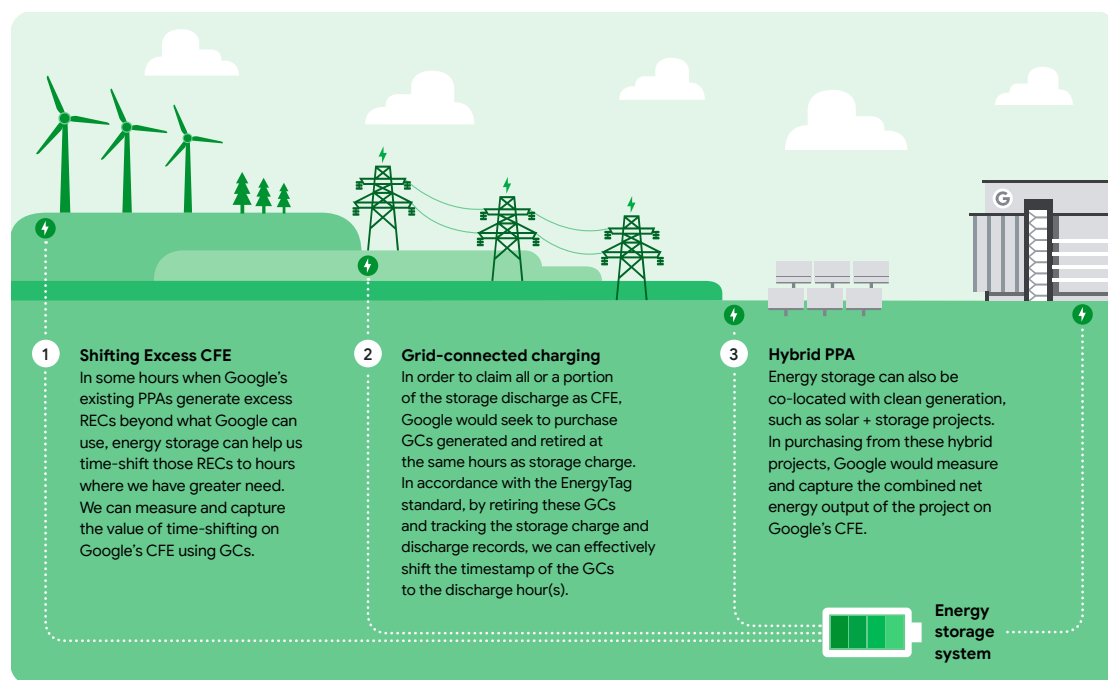 G
1
Shifting Excess CFE
In some hours when Google's
existing PPAs generate excess
RECs beyond what Google can
use, energy storage can help us
time-shift those RECs to hours
where we have greater need.
We can measure and capture
the value of time-shifting on
Google's CFE using GCs.
2
Grid-connected charging
In order to claim all or a portion
of the storage discharge as CFE,
Google would seek to purchase
GCs generated and retired at
the same hours as storage charge.
In accordance with the EnergyTag
standard, by retiring these GCs
and tracking the storage charge and
discharge records, we can effectively
shift the timestamp of the GCs
to the discharge hour(s).
3
Hybrid PPA
Energy storage can also be
co-located with clean generation,
such as solar + storage projects.
In purchasing from these hybrid
projects, Google would measure
and capture the combined net
energy output of the project on
Google's CFE.
Energy
storage
system